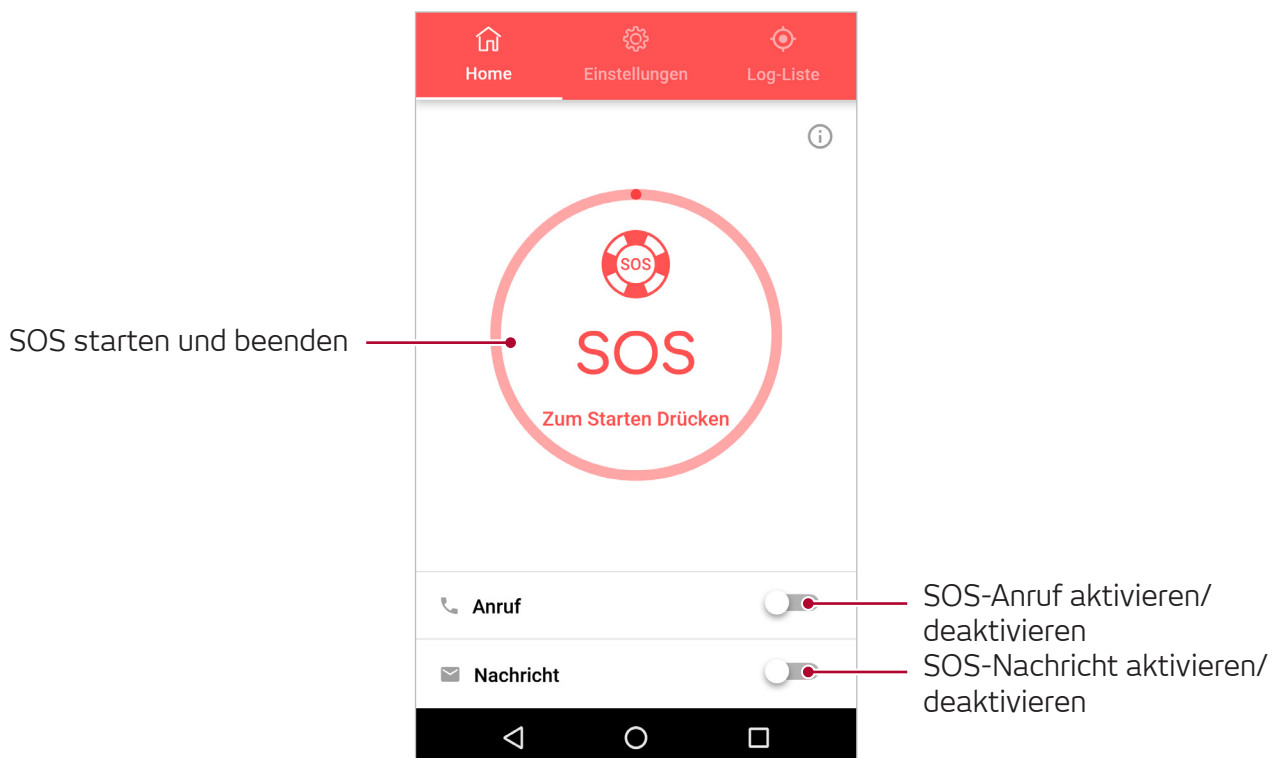 Home
Einstellungen
Log-Liste
SOS
SOS
Zum Starten Drücken
SOS starten und beenden
Anruf
SOS-Anruf aktivieren/
deaktivieren
Nachricht
SOS-Nachricht aktivieren/
deaktivieren